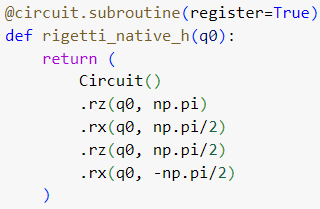 @circuit.subroutine(register=True)
def rigetti_native_h(q0):
    return (
        Circuit()
        .rz(q0, np.pi)
        .rx(q0, np.pi/2)
        .rz(q0, np.pi/2)
        .rx(q0, -np.pi/2)
    )